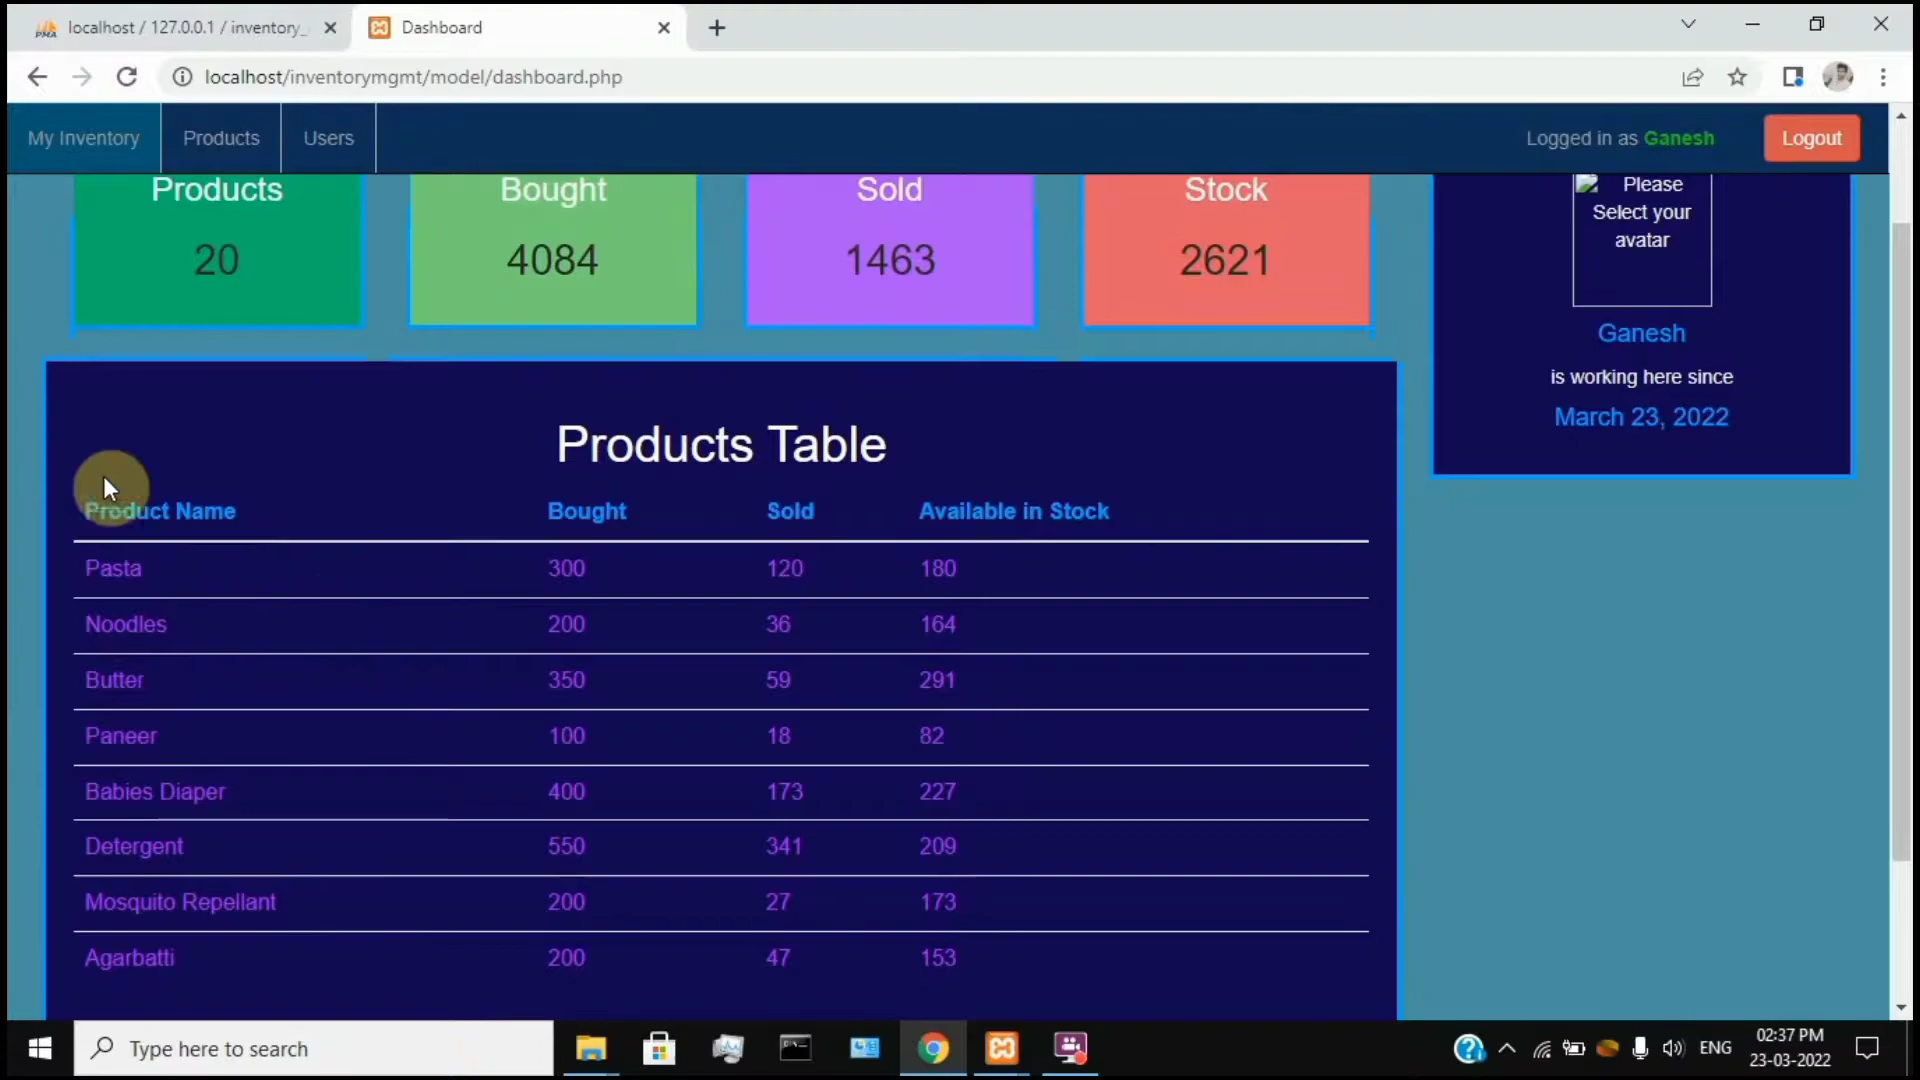 localhost / 127.0.0.1 / inventory_
Dashboard
localhost/inventorymgmt/model/dashboard.php
My Inventory
Products
Users
Logged in as Ganesh
Logout
Products
20
Bought
4084
Sold
1463
Stock
2621
Please
Select your
avatar
Ganesh
is working here since
March 23, 2022
Products Table
Product Name Bought Sold Available in Stock
Pasta 300 120 180
Noodles 200 36 164
Butter 350 59 291
Paneer 100 18 82
Babies Diaper 400 173 227
Detergent 550 341 209
Mosquito Repellant 200 27 173
Agarbatti 200 47 153
Type here to search
ENG
02:37 PM
23-03-2022